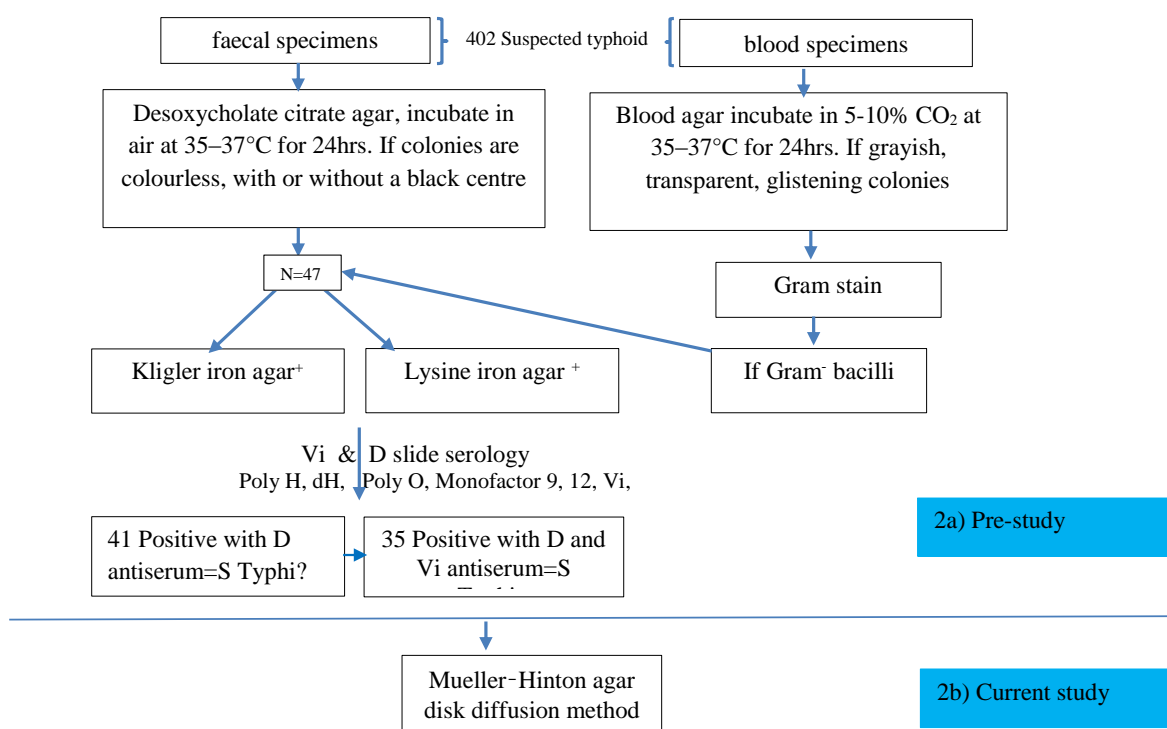 faecal specimens
402 Suspected typhoid
blood specimens
Desoxycholate citrate agar, incubate in
air at 35–37°C for 24hrs. If colonies are
colourless, with or without a black centre
Blood agar incubate in 5-10% CO₂ at
35–37°C for 24hrs. If grayish,
transparent, glistening colonies
N=47
Gram stain
Kligler iron agar⁺
Lysine iron agar ⁺
If Gram⁻ bacilli
Vi & D slide serology
Poly H, dH, Poly O, Monofactor 9, 12, Vi,
2a) Pre-study
41 Positive with D
antiserum=S Typhi?
35 Positive with D and
Vi antiserum=S
Mueller-Hinton agar
disk diffusion method
2b) Current study